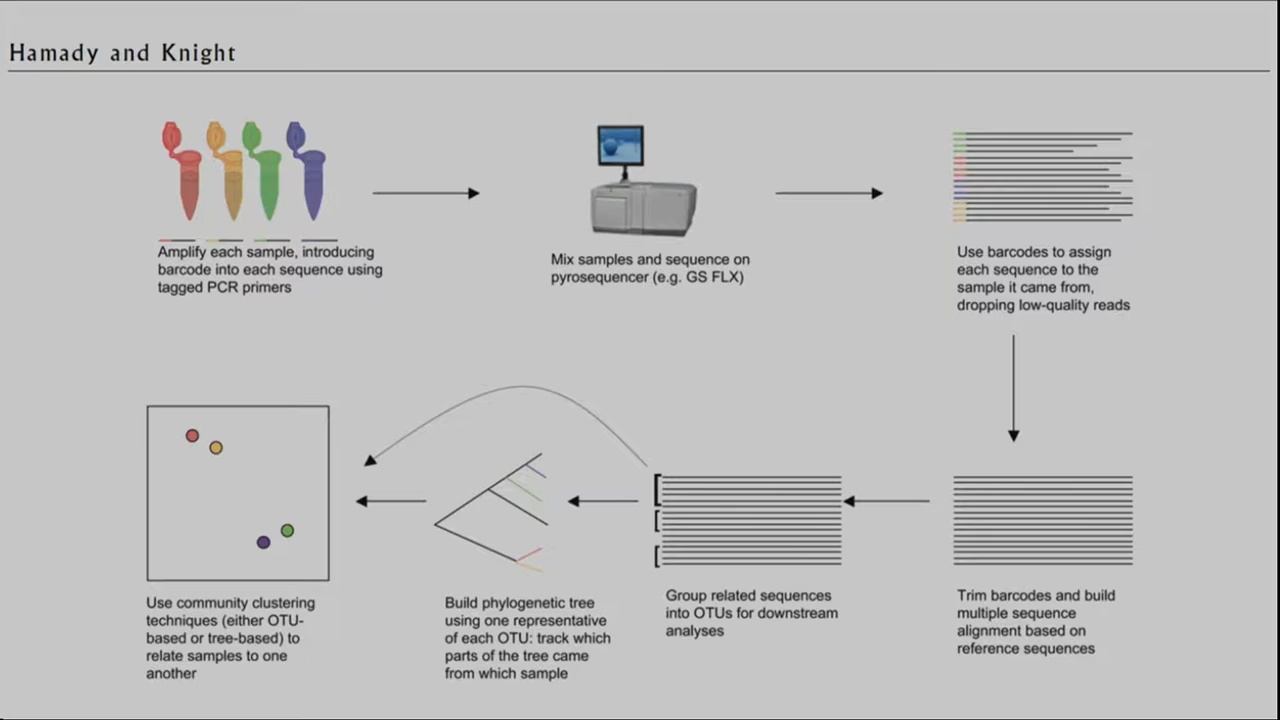 Hamady and Knight
Amplify each sample, introducing
barcode into each sequence using
tagged PCR primers
Mix samples and sequence on
pyrosequencer (e.g. GS FLX)
Use barcodes to assign
each sequence to the
sample it came from,
dropping low-quality reads
Use community clustering
techniques (either OTU-
based or tree-based) to
relate samples to one
another
Build phylogenetic tree
using one representative
of each OTU: track which
parts of the tree came
from which sample
Group related sequences
into OTUs for downstream
analyses
Trim barcodes and build
multiple sequence
alignment based on
reference sequences